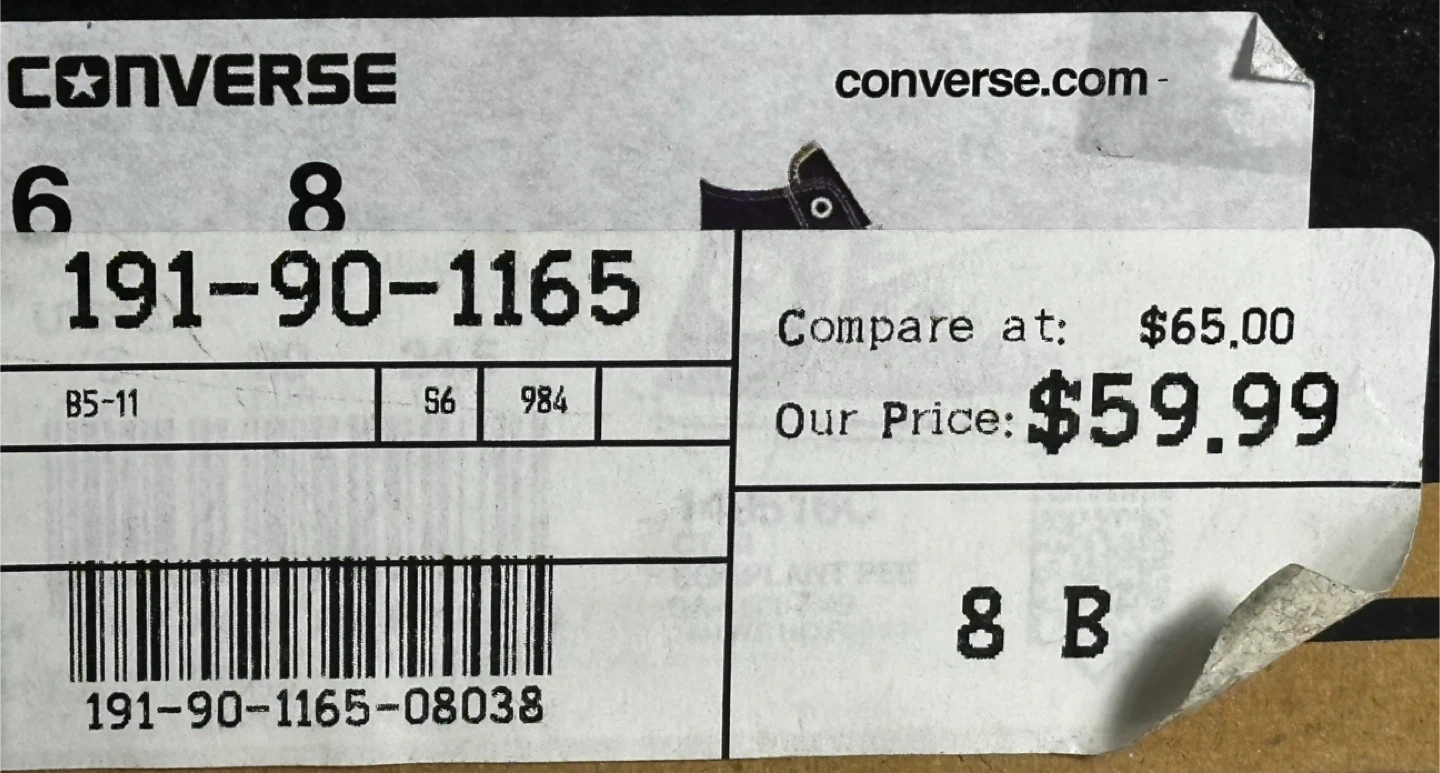 CONVERSE
converse.com -
6 8
191-90-1165
B5-11 S6 984
Compare at: $65.00
Our Price: $59.99
8 B
191-90-1165-08038